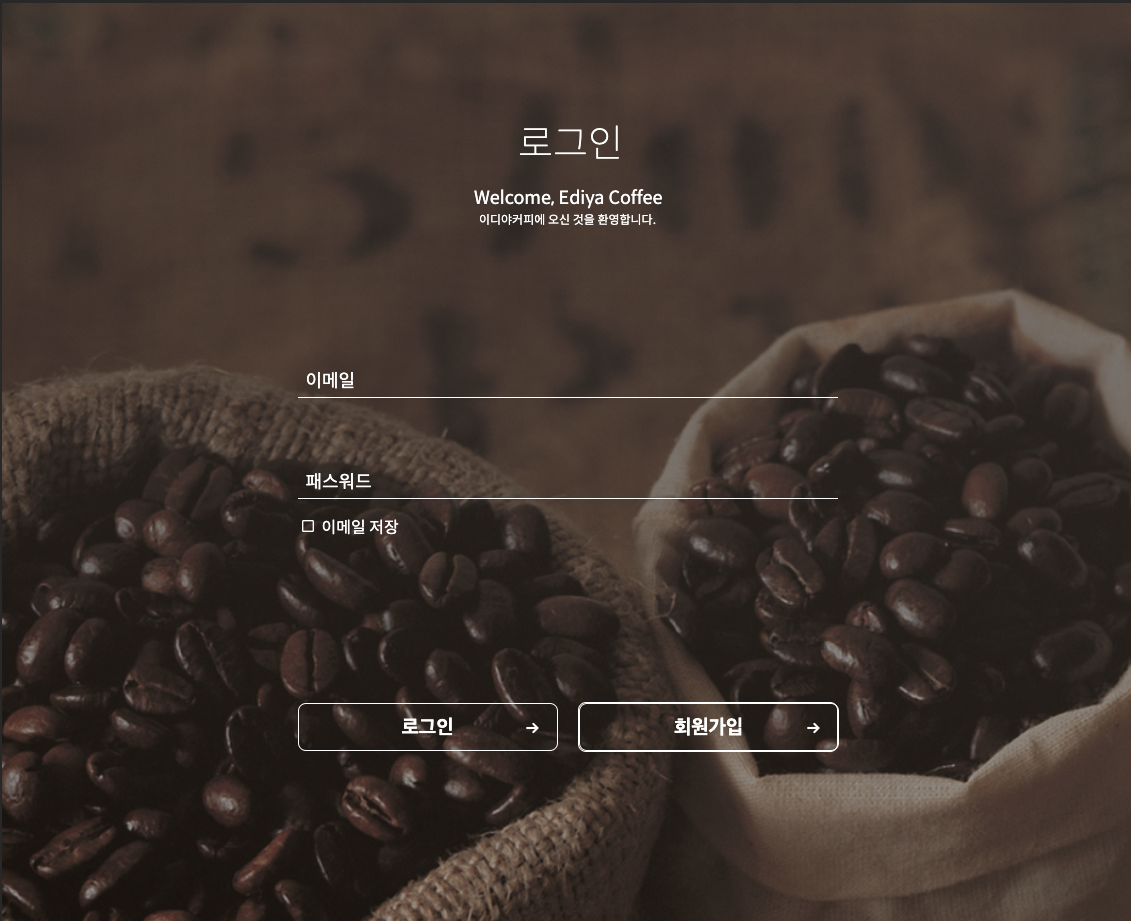 로그인
Welcome, Ediya Coffee
이디야커피에 오신 것을 환영합니다.
이메일
패스워드
이메일 저장
로그인 →
회원가입 →